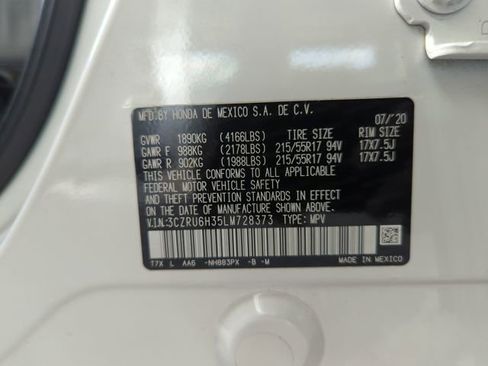 MFD.BY HONDA DE MEXICO S.A. DE C.V. 07/'20
GVWR 1890KG (4166LBS) TIRE SIZE RIM SIZE
GAWR F 988KG (2178LBS) 215/55R17 94V 17X7.5J
GAWR R 902KG (1988LBS) 215/55R17 94V 17X7.5J
THIS VEHICLE CONFORMS TO ALL APPLICABLE
FEDERAL MOTOR VEHICLE SAFETY
AND THEFT PREVENTION STANDARDS IN
EFFECT ON THE DATE OF MANUFACTURE SHOWN ABOVE.
V.I.N:3CZRU6H35LM728373 TYPE: MPV
T7X L AA6 -NH883PX -B -M MADE IN MEXICO